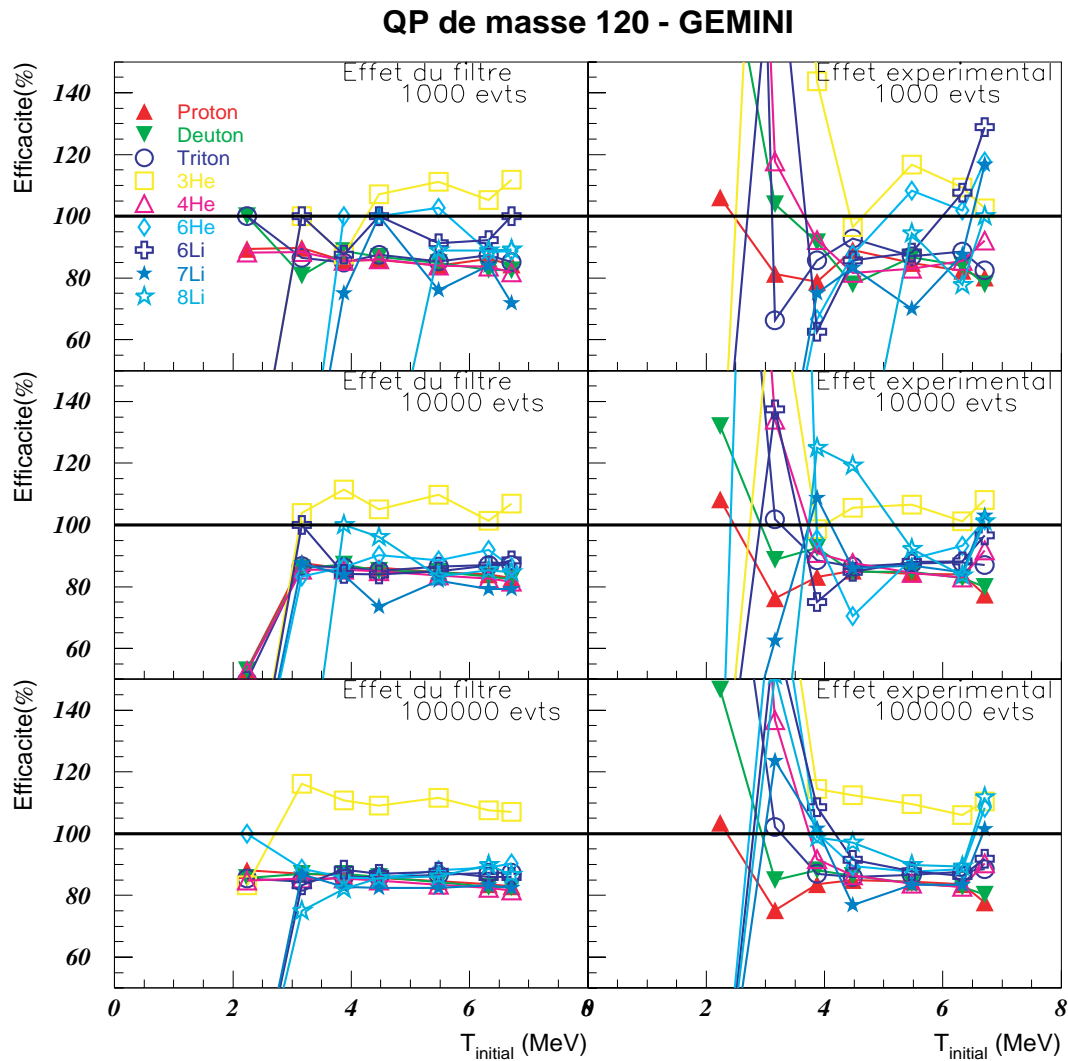 QP de masse 120 - GEMINI
Efficacite(%)
140
120
100
80
60
Effet du filtre
1000 evts
Proton
Deuton
Triton
3He
4He
6He
6Li
7Li
8Li
Effet experimental
1000 evts
Efficacite(%)
140
120
100
80
60
Effet du filtre
10000 evts
Effet experimental
10000 evts
Efficacite(%)
140
120
100
80
60
Effet du filtre
100000 evts
Effet experimental
100000 evts
0 2 4 6 8
0 2 4 6 8
T initial (MeV)
T initial (MeV)